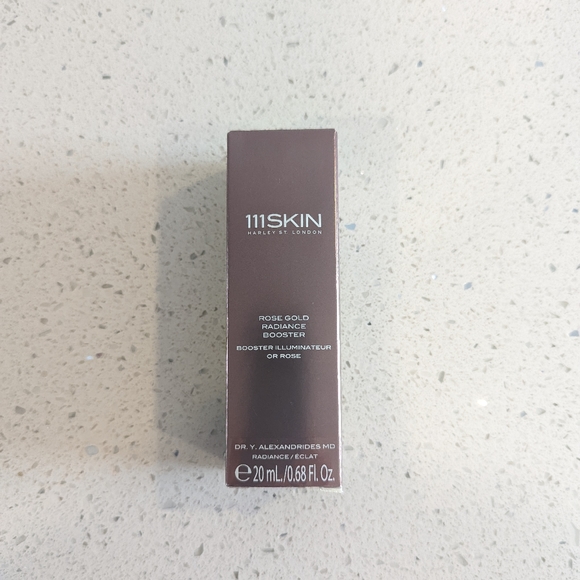 111SKIN
HARLEY ST. LONDON
ROSE GOLD
RADIANCE
BOOSTER
BOOSTER ILLUMINATEUR
OR ROSE
DR. Y. ALEXANDRIDES MD
RADIANCE / ÉCLAT
℮ 20 mL./0.68 Fl. Oz.